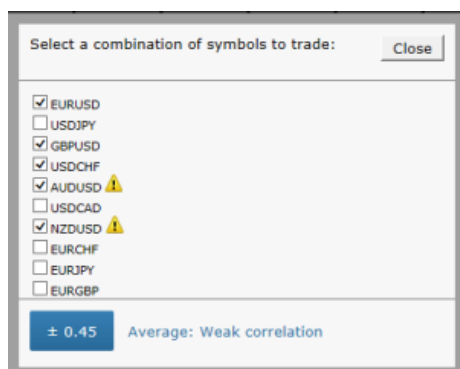 Select a combination of symbols to trade:
Close
EURUSD
USDJPY
GBPUSD
USDCHF
AUDUSD
USDCAD
NZDUSD
EURCHF
EURJPY
EURGBP
± 0.45
Average: Weak correlation